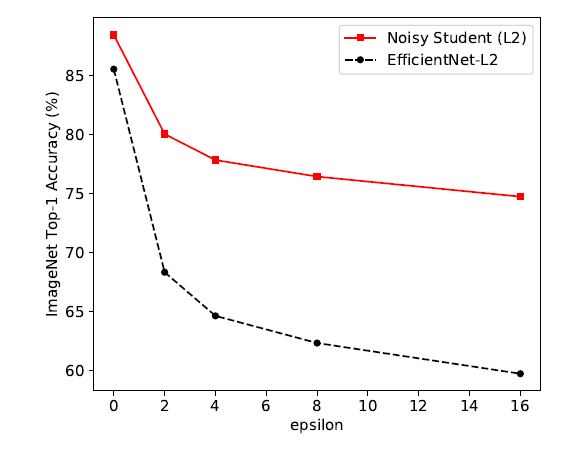 Noisy Student (L2)
EfficientNet-L2
ImageNet Top-1 Accuracy (%)
85
80
75
70
65
60
0 2 4 6 8 10 12 14 16
epsilon